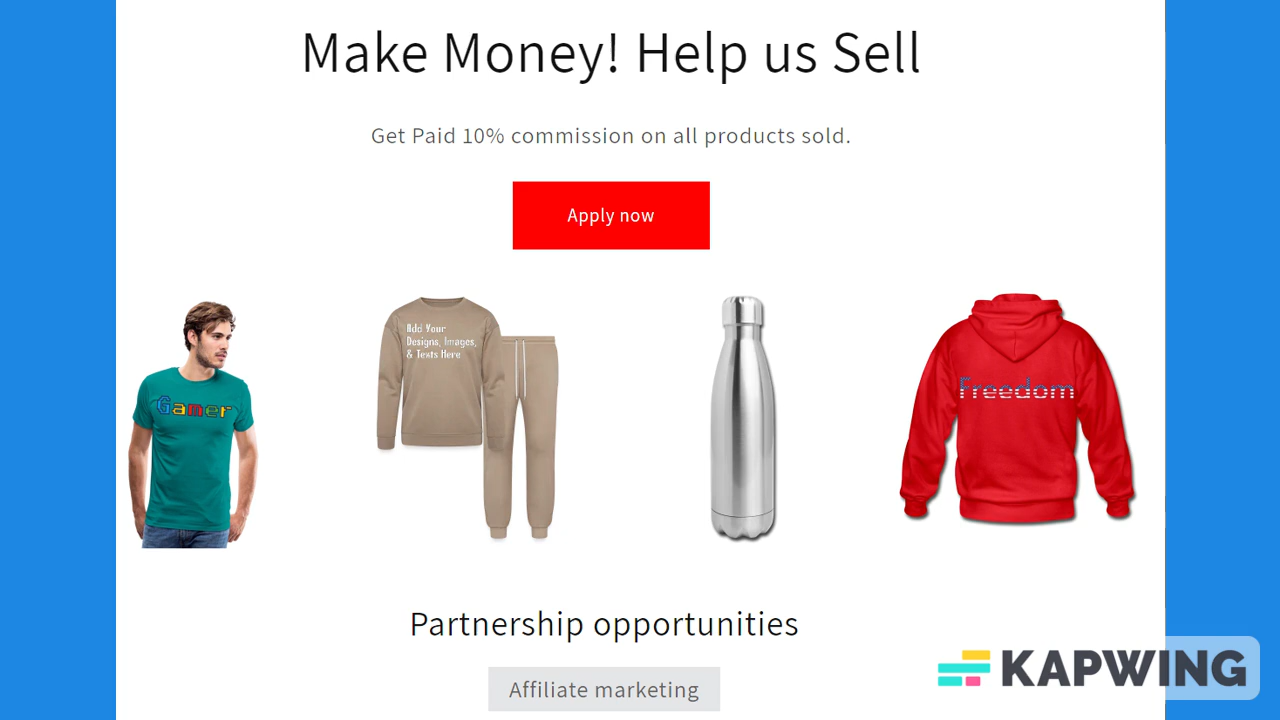 Make Money! Help us Sell
Get Paid 10% commission on all products sold.
Apply now
Gamer
Add Your
Designs, Images,
& Texts Here
Freedom
Partnership opportunities
Affiliate marketing
KAPWING